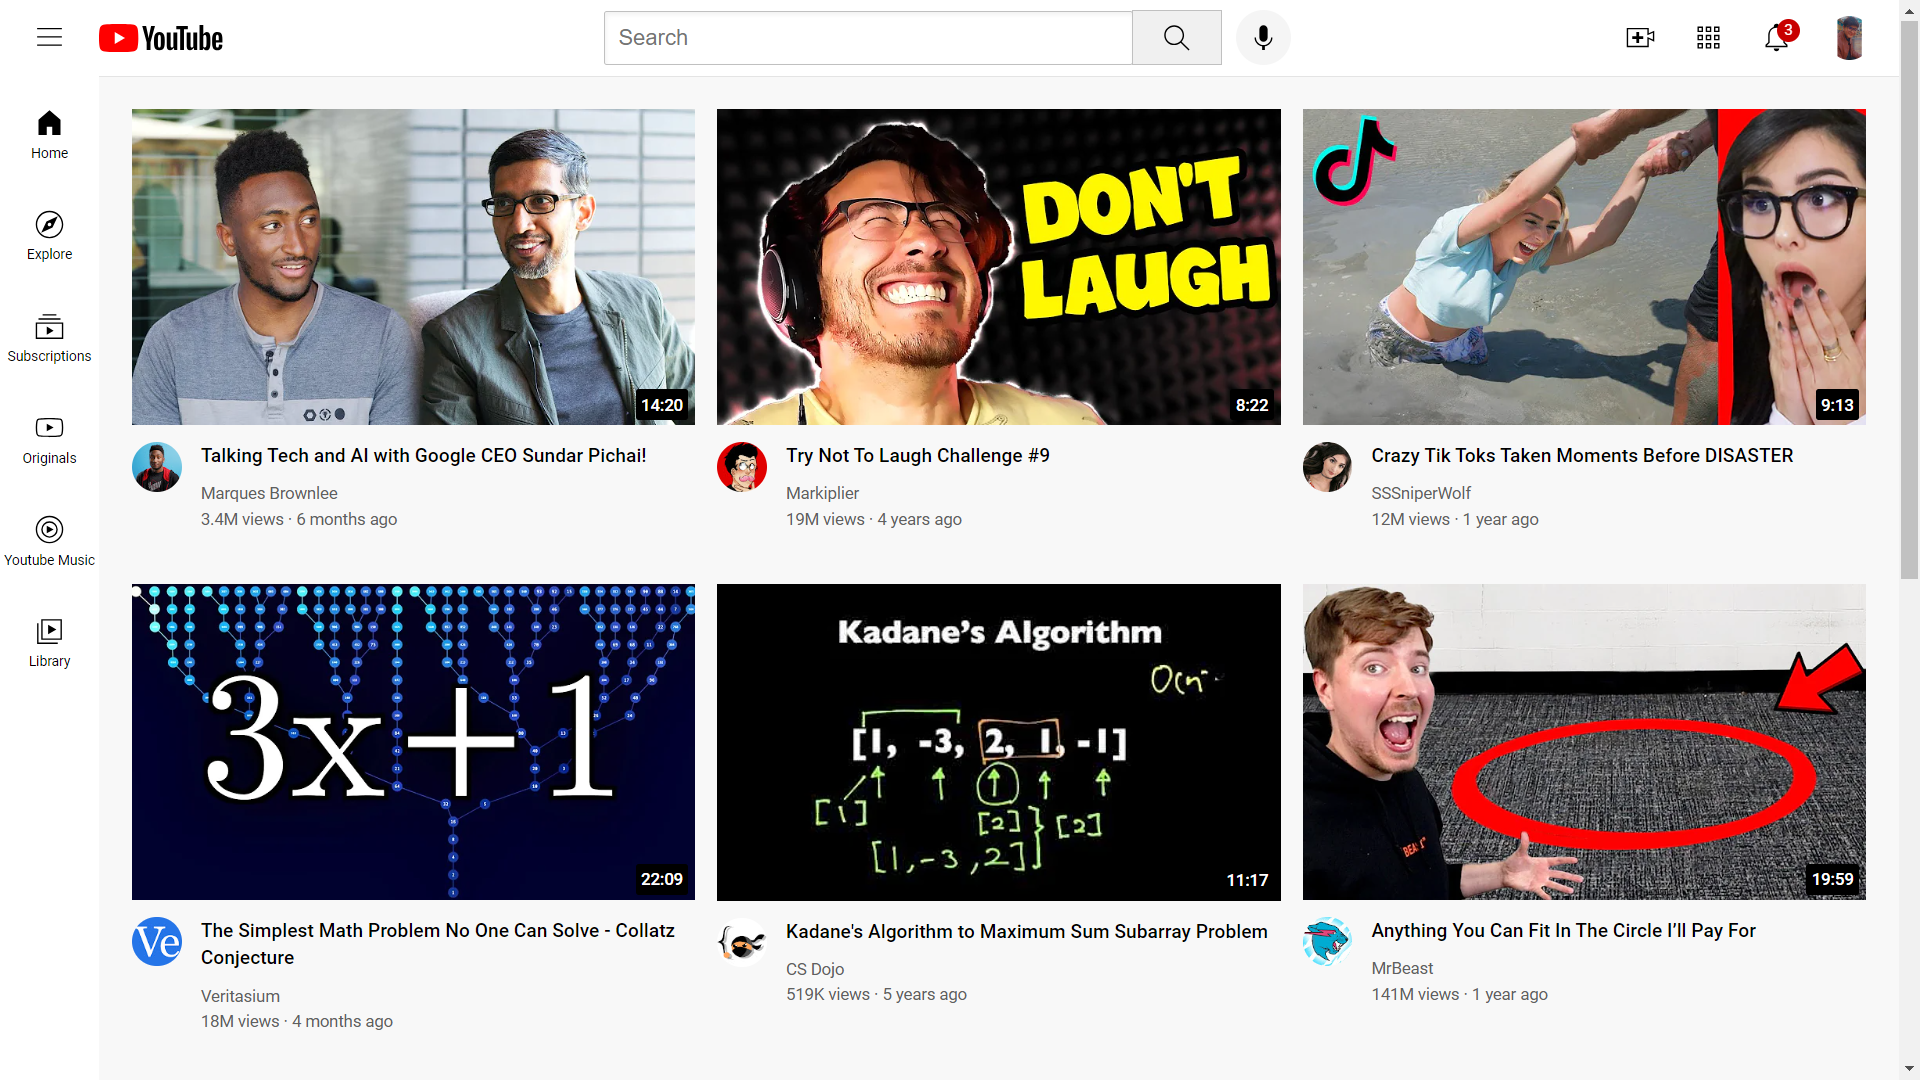 YouTube
Search
3
Home
Explore
Subscriptions
Originals
Youtube Music
Library
14:20
Talking Tech and AI with Google CEO Sundar Pichai!
Marques Brownlee
3.4M views · 6 months ago
DON'T
LAUGH
8:22
Try Not To Laugh Challenge #9
Markiplier
19M views · 4 years ago
9:13
Crazy Tik Toks Taken Moments Before DISASTER
SSSniperWolf
12M views · 1 year ago
3x+1
22:09
Ve
The Simplest Math Problem No One Can Solve - Collatz
Conjecture
Veritasium
18M views · 4 months ago
Kadane's Algorithm
[1, -3, 2, 1, -1]
[1]
[2]
[2]
[1,-3,2]
11:17
Kadane's Algorithm to Maximum Sum Subarray Problem
CS Dojo
519K views · 5 years ago
19:59
Anything You Can Fit In The Circle I’ll Pay For
MrBeast
141M views · 1 year ago